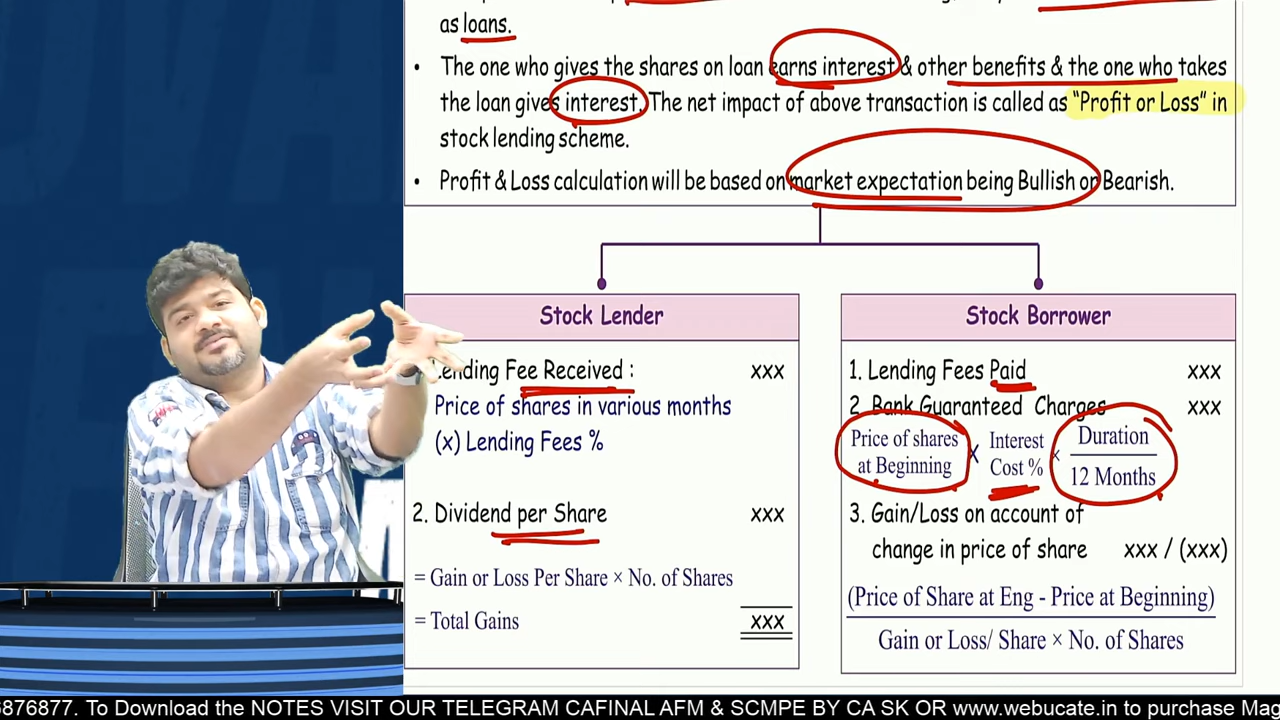 as loans.
• The one who gives the shares on loan earns interest & other benefits & the one who takes
the loan gives interest. The net impact of above transaction is called as “Profit or Loss” in
stock lending scheme.
• Profit & Loss calculation will be based on market expectation being Bullish or Bearish.
Stock Lender
Lending Fee Received : xxx
Price of shares in various months
(x) Lending Fees %
2. Dividend per Share xxx
= Gain or Loss Per Share × No. of Shares
= Total Gains xxx
Stock Borrower
1. Lending Fees Paid xxx
2. Bank Guaranteed Charges xxx
Price of shares at Beginning × Interest Cost % × Duration / 12 Months
3. Gain/Loss on account of
change in price of share xxx / (xxx)
(Price of Share at Eng - Price at Beginning)
Gain or Loss/ Share × No. of Shares
6876877. To Download the NOTES VISIT OUR TELEGRAM CAFINAL AFM & SCMPE BY CA SK OR www.webucate.in to purchase Mag